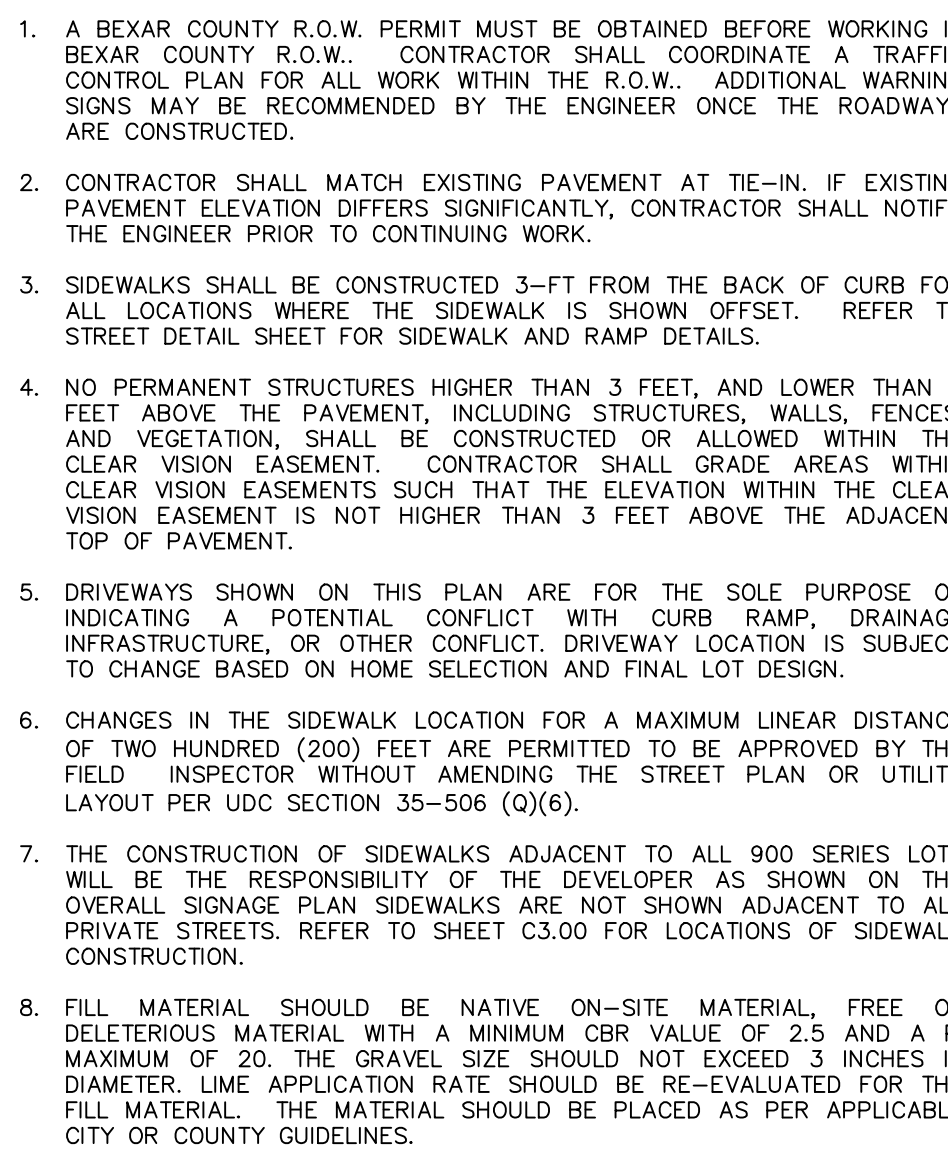 1. A BEXAR COUNTY R.O.W. PERMIT MUST BE OBTAINED BEFORE WORKING
BEXAR COUNTY R.O.W.. CONTRACTOR SHALL COORDINATE A TRAFFI
CONTROL PLAN FOR ALL WORK WITHIN THE R.O.W.. ADDITIONAL WARNIN
SIGNS MAY BE RECOMMENDED BY THE ENGINEER ONCE THE ROADWAY
ARE CONSTRUCTED.
2. CONTRACTOR SHALL MATCH EXISTING PAVEMENT AT TIE-IN. IF EXISTIN
PAVEMENT ELEVATION DIFFERS SIGNIFICANTLY, CONTRACTOR SHALL NOTIF
THE ENGINEER PRIOR TO CONTINUING WORK.
3. SIDEWALKS SHALL BE CONSTRUCTED 3-FT FROM THE BACK OF CURB FO
ALL LOCATIONS WHERE THE SIDEWALK IS SHOWN OFFSET. REFER T
STREET DETAIL SHEET FOR SIDEWALK AND RAMP DETAILS.
4. NO PERMANENT STRUCTURES HIGHER THAN 3 FEET, AND LOWER THAN
FEET ABOVE THE PAVEMENT, INCLUDING STRUCTURES, WALLS, FENCES
AND VEGETATION, SHALL BE CONSTRUCTED OR ALLOWED WITHIN TH
CLEAR VISION EASEMENT. CONTRACTOR SHALL GRADE AREAS WITHI
CLEAR VISION EASEMENTS SUCH THAT THE ELEVATION WITHIN THE CLEA
VISION EASEMENT IS NOT HIGHER THAN 3 FEET ABOVE THE ADJACEN
TOP OF PAVEMENT.
5. DRIVEWAYS SHOWN ON THIS PLAN ARE FOR THE SOLE PURPOSE O
INDICATING A POTENTIAL CONFLICT WITH CURB RAMP, DRAINAG
INFRASTRUCTURE, OR OTHER CONFLICT. DRIVEWAY LOCATION IS SUBJEC
TO CHANGE BASED ON HOME SELECTION AND FINAL LOT DESIGN.
6. CHANGES IN THE SIDEWALK LOCATION FOR A MAXIMUM LINEAR DISTANC
OF TWO HUNDRED (200) FEET ARE PERMITTED TO BE APPROVED BY TH
FIELD INSPECTOR WITHOUT AMENDING THE STREET PLAN OR UTILIT
LAYOUT PER UDC SECTION 35-506 (Q)(6).
7. THE CONSTRUCTION OF SIDEWALKS ADJACENT TO ALL 900 SERIES LOT
WILL BE THE RESPONSIBILITY OF THE DEVELOPER AS SHOWN ON TH
OVERALL SIGNAGE PLAN SIDEWALKS ARE NOT SHOWN ADJACENT TO AL
PRIVATE STREETS. REFER TO SHEET C3.00 FOR LOCATIONS OF SIDEWAL
CONSTRUCTION.
8. FILL MATERIAL SHOULD BE NATIVE ON-SITE MATERIAL, FREE O
DELETERIOUS MATERIAL WITH A MINIMUM CBR VALUE OF 2.5 AND A
MAXIMUM OF 20. THE GRAVEL SIZE SHOULD NOT EXCEED 3 INCHES
DIAMETER. LIME APPLICATION RATE SHOULD BE RE-EVALUATED FOR TH
FILL MATERIAL. THE MATERIAL SHOULD BE PLACED AS PER APPLICABL
CITY OR COUNTY GUIDELINES.